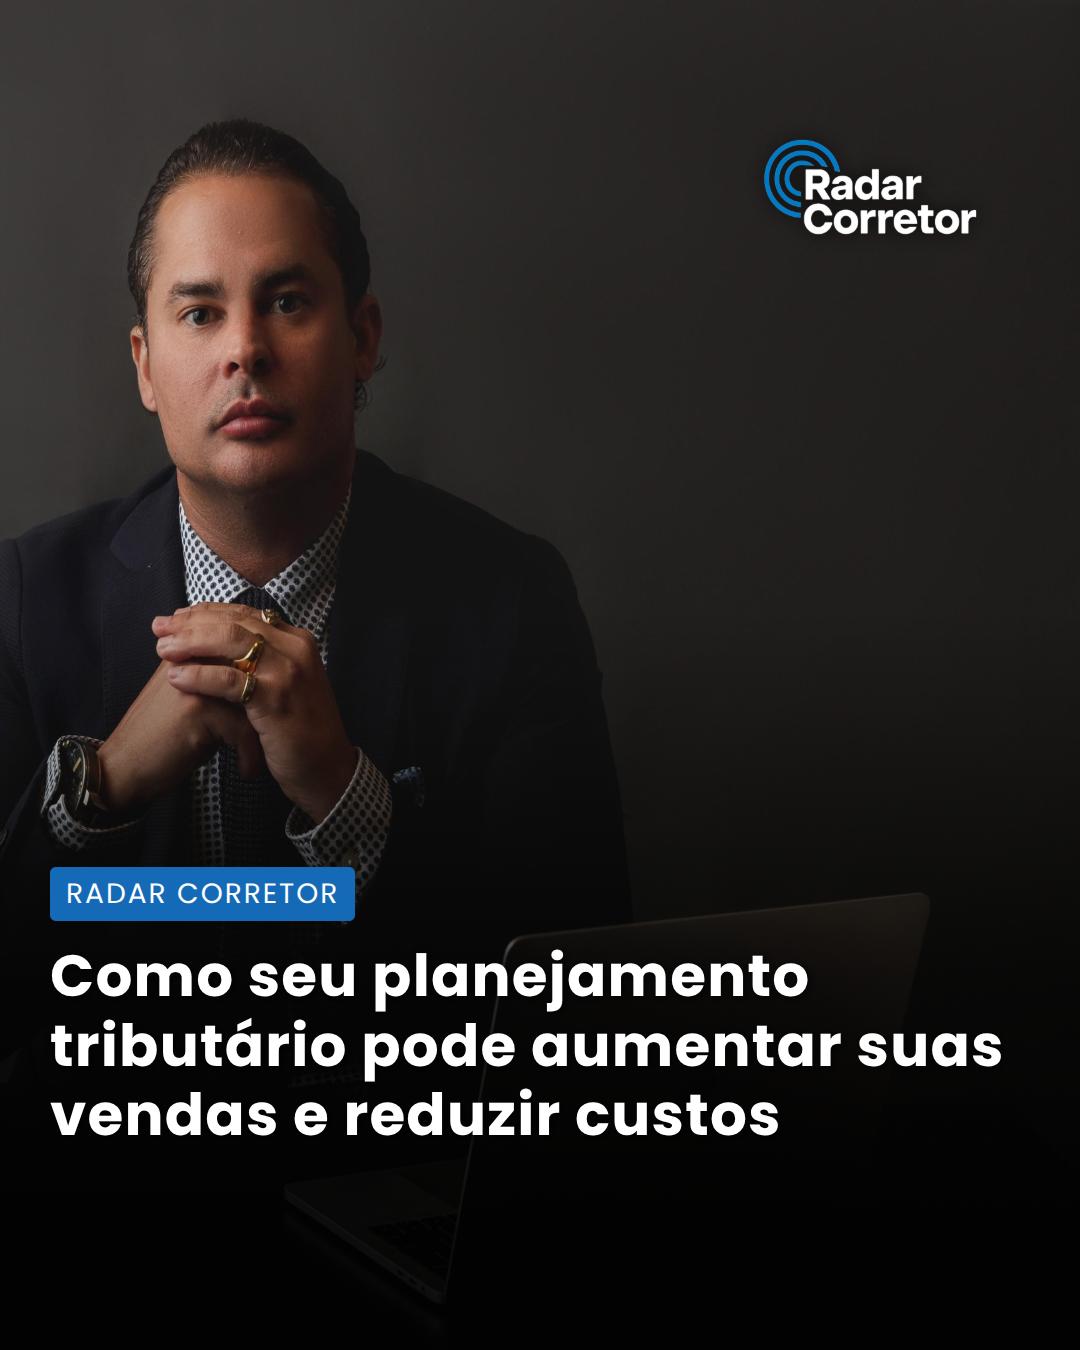 Radar
Corretor
RADAR CORRETOR
Como seu planejamento
tributário pode aumentar suas
vendas e reduzir custos